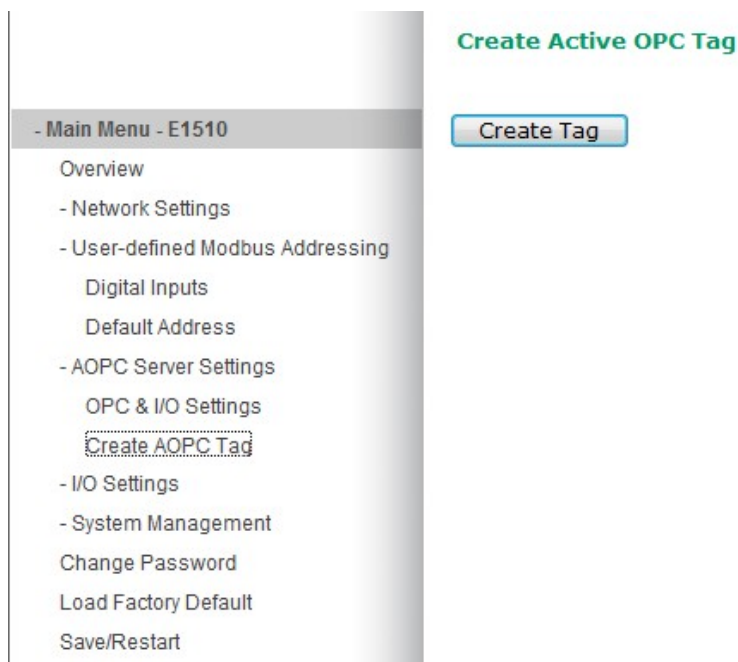 Create Active OPC Tag
Create Tag
- Main Menu - E1510
Overview
- Network Settings
- User-defined Modbus Addressing
Digital Inputs
Default Address
- AOPC Server Settings
OPC & I/O Settings
Create AOPC Tag
- I/O Settings
- System Management
Change Password
Load Factory Default
Save/Restart